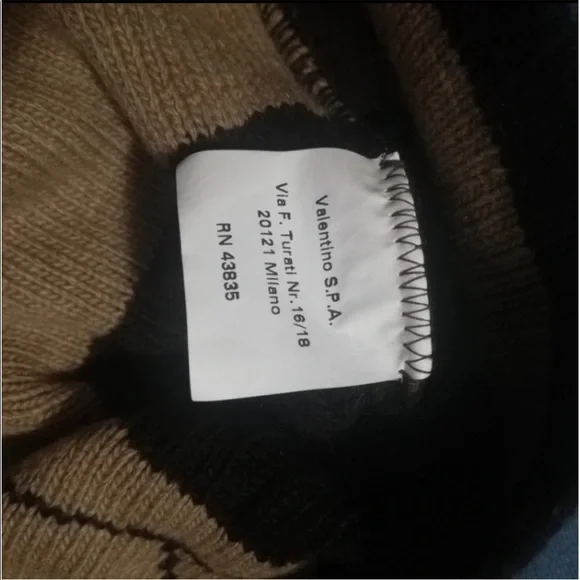 Valentino S.P.A.
Via F. Turati Nr.16/18
20121 Milano
RN 43835